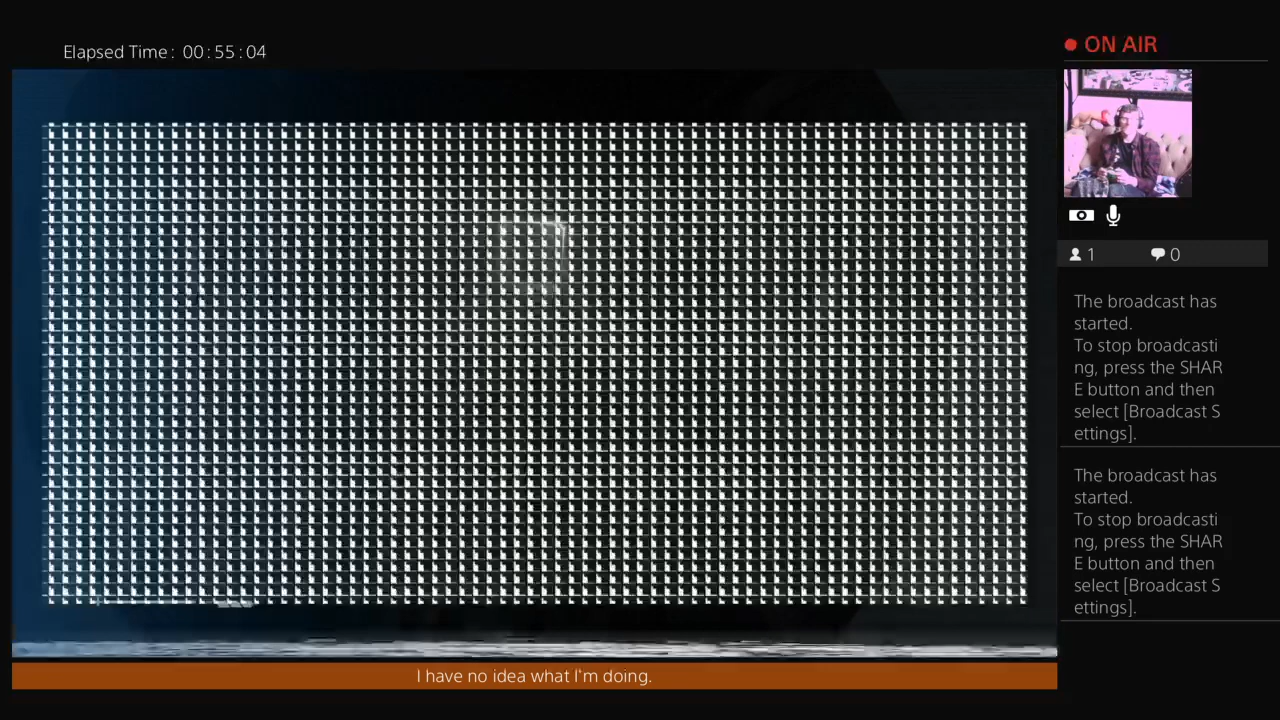 Elapsed Time: 00:55:04
ON AIR
1 0
The broadcast has
started.
To stop broadcasti
ng, press the SHAR
E button and then
select [Broadcast S
ettings].
The broadcast has
started.
To stop broadcasti
ng, press the SHAR
E button and then
select [Broadcast S
ettings].
I have no idea what I'm doing.